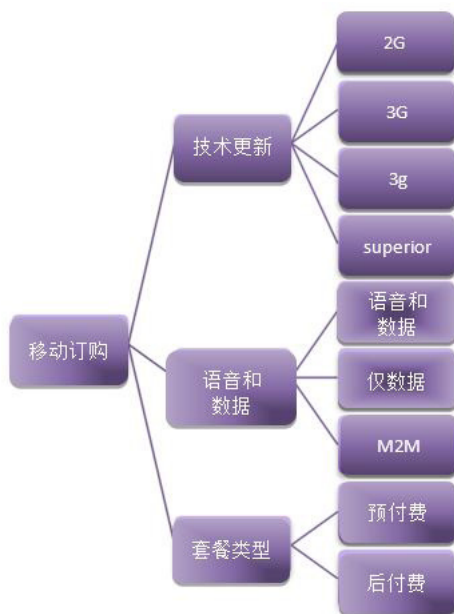 2G
3G
技术更新
3g
superior
语音和
数据
移动订购
语音和
数据
仅数据
M2M
预付费
套餐类型
后付费